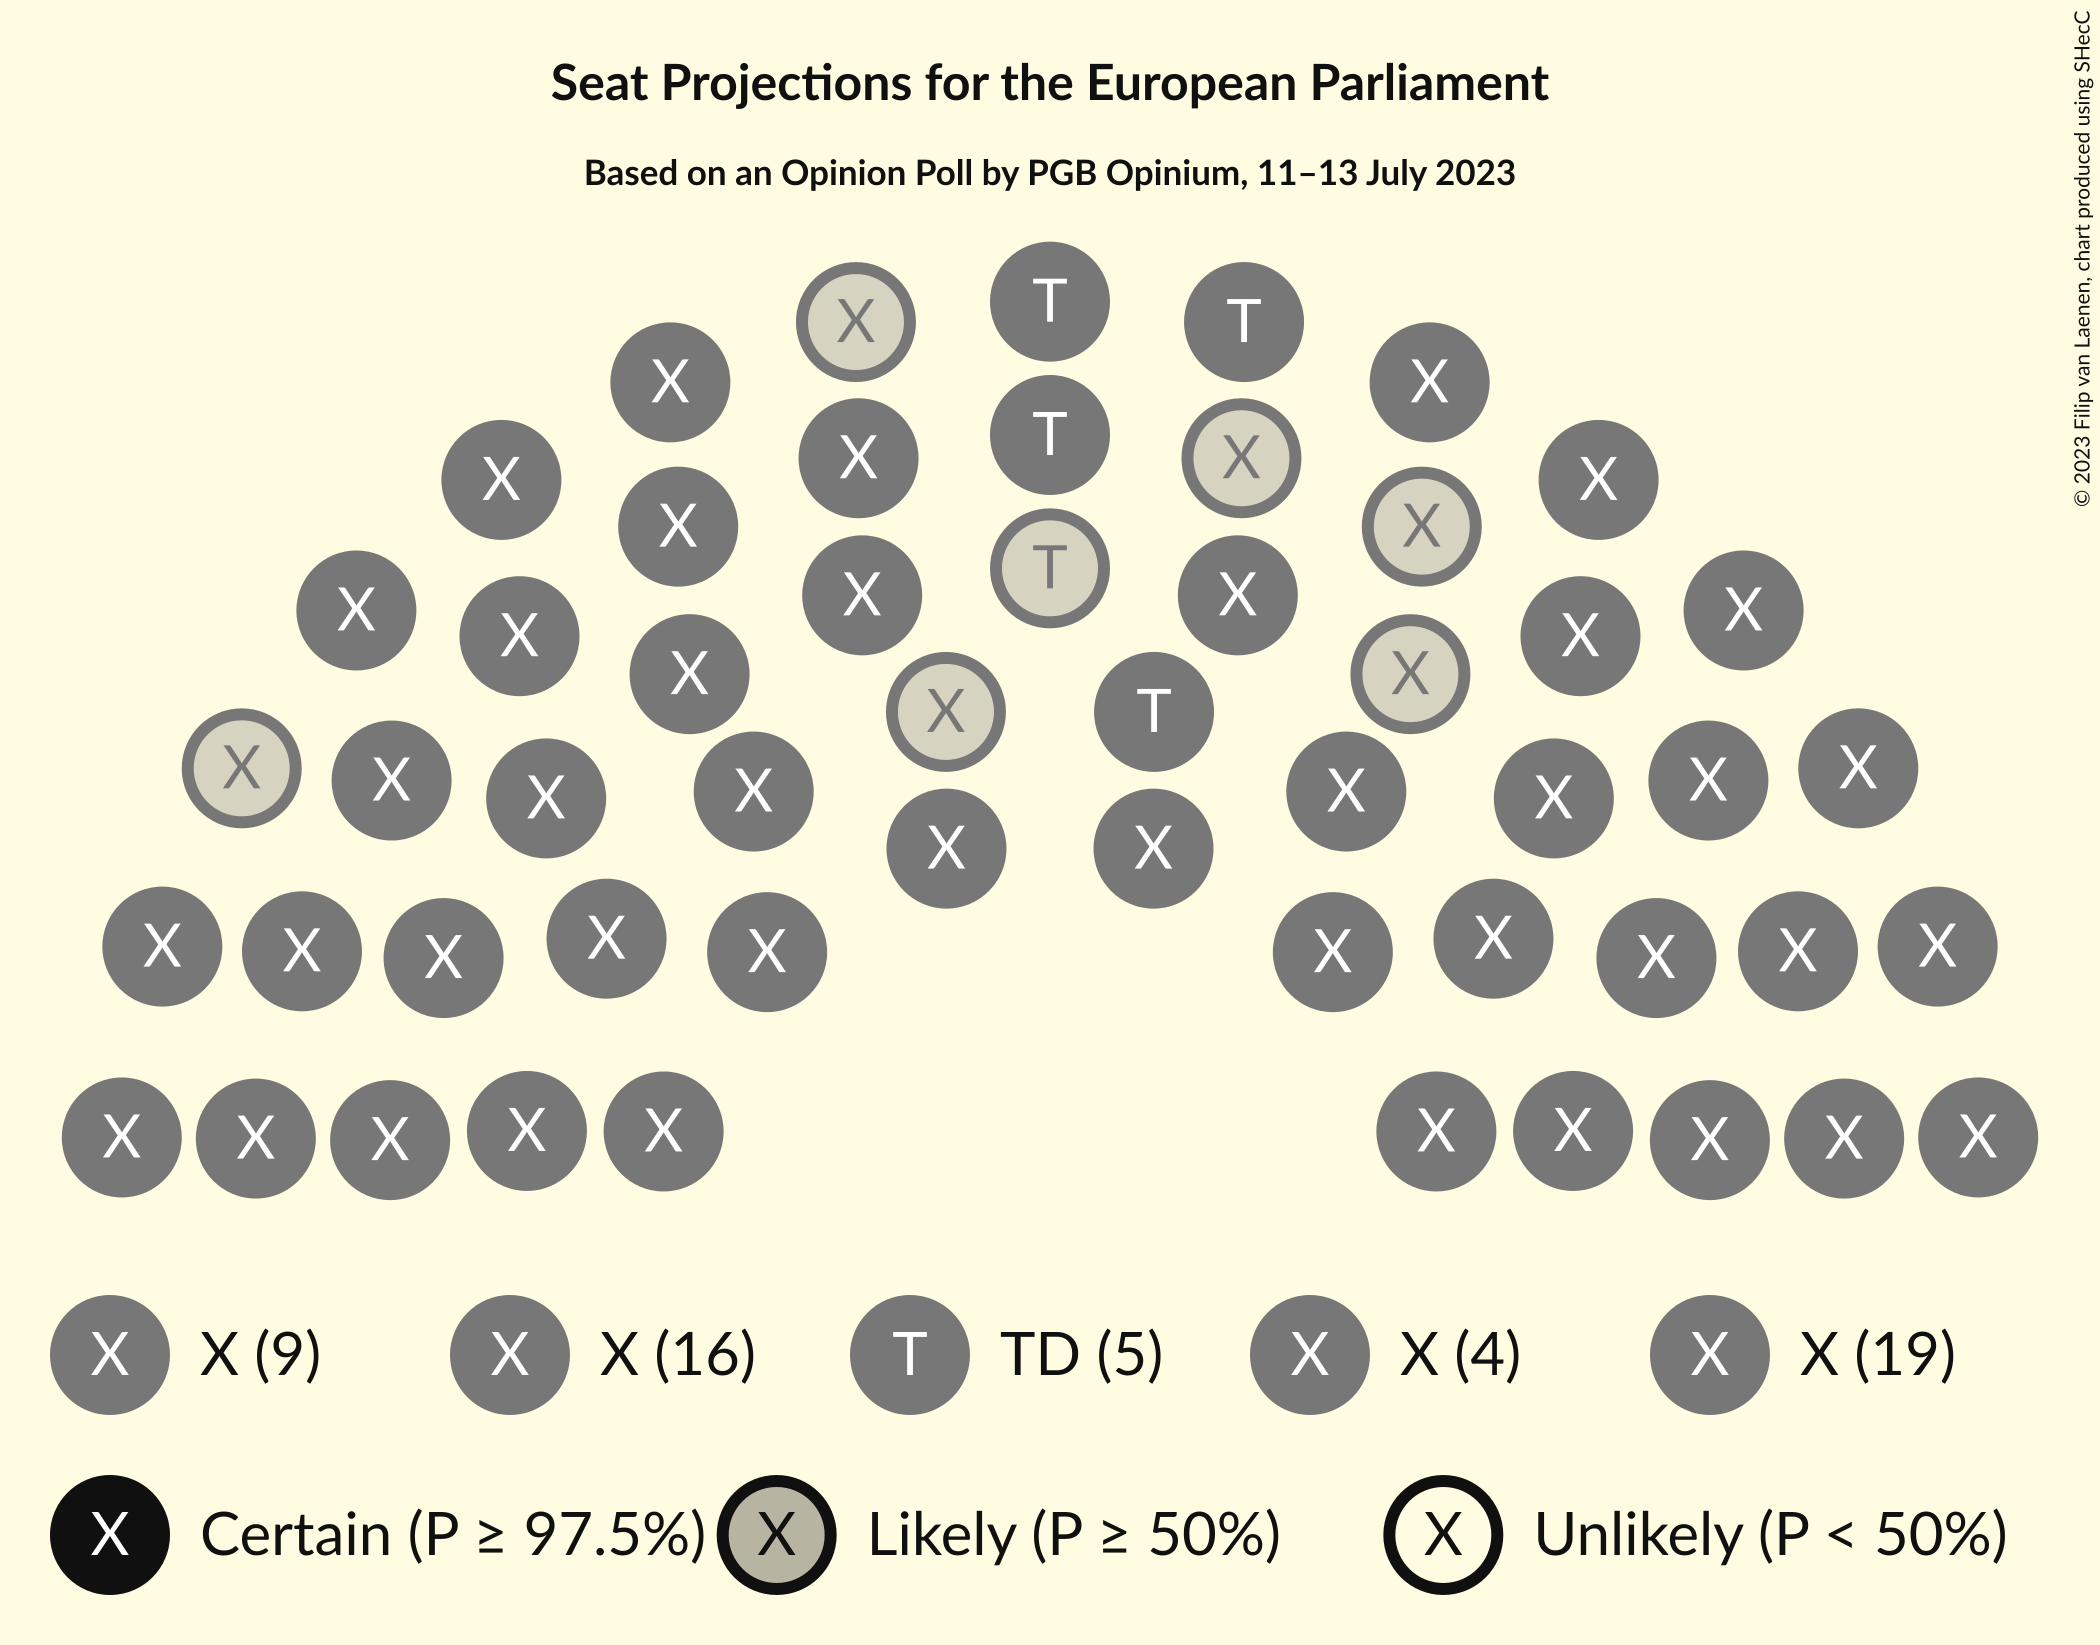 Seat Projections for the European Parliament
Based on an Opinion Poll by PGB Opinium, 11–13 July 2023
© 2023 Filip van Laenen, chart produced using SHecC
T
X T
X X
T
X X
X X
X X
T
X X
X X
X X
X X
X T
X X
X X
X X
X X
X X
X X
X X X X
X X X X
X X
X X X X X X
X X X X X X X X X X
X X (9) X X (16) T TD (5) X X (4) X X (19)
X Certain (P ≥ 97.5%) X Likely (P ≥ 50%) X Unlikely (P < 50%)